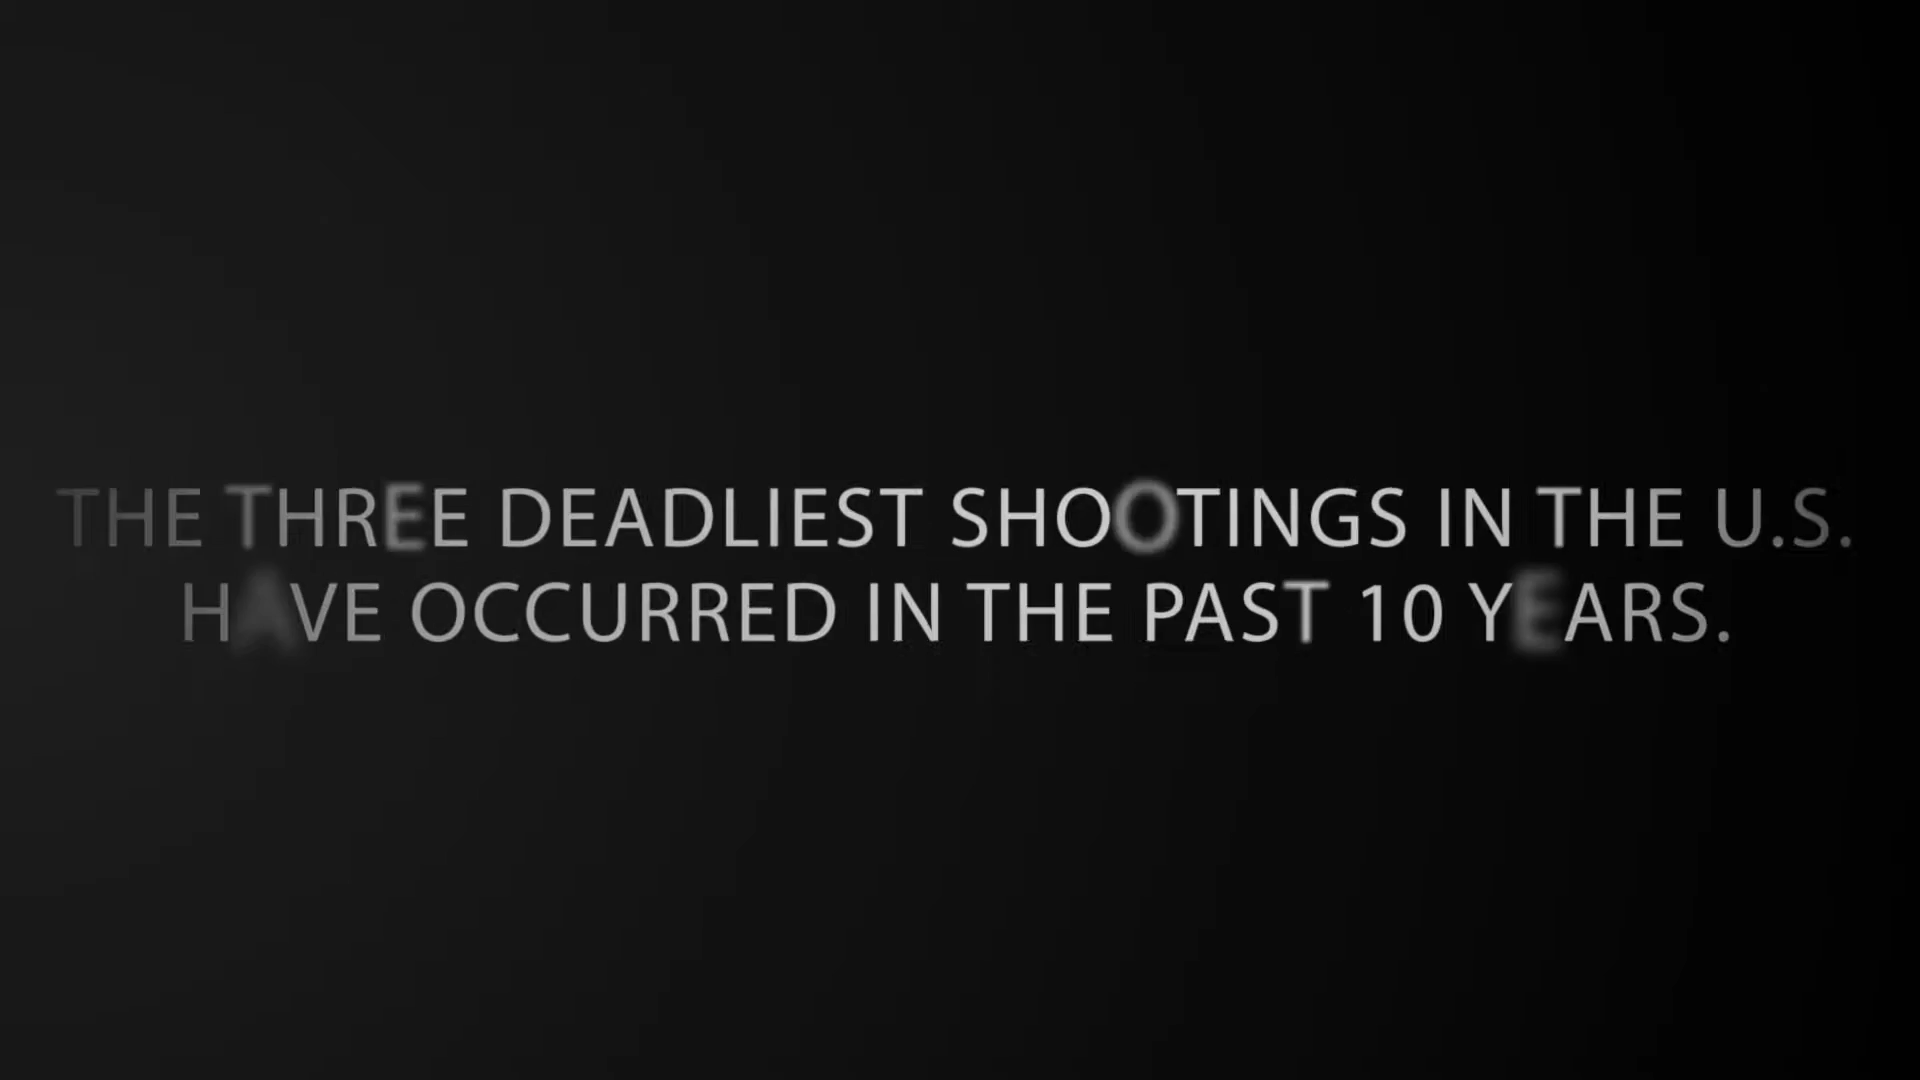 THE THREE DEADLIEST SHOOTINGS IN THE U.S.
HAVE OCCURRED IN THE PAST 10 YEARS.